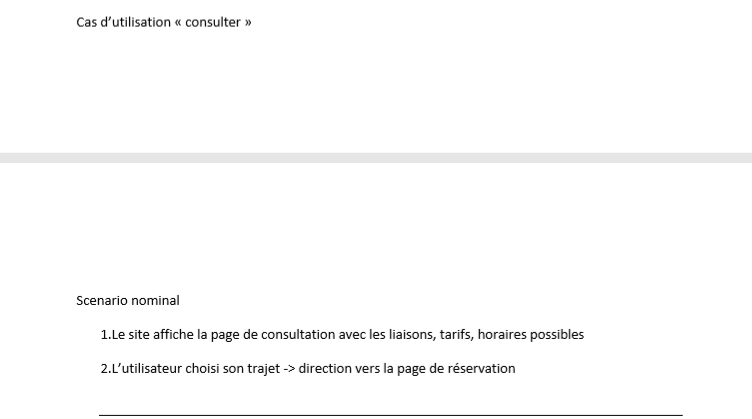 Cas d’utilisation « consulter »
Scenario nominal
1.Le site affiche la page de consultation avec les liaisons, tarifs, horaires possibles
2.L’utilisateur choisi son trajet -> direction vers la page de réservation